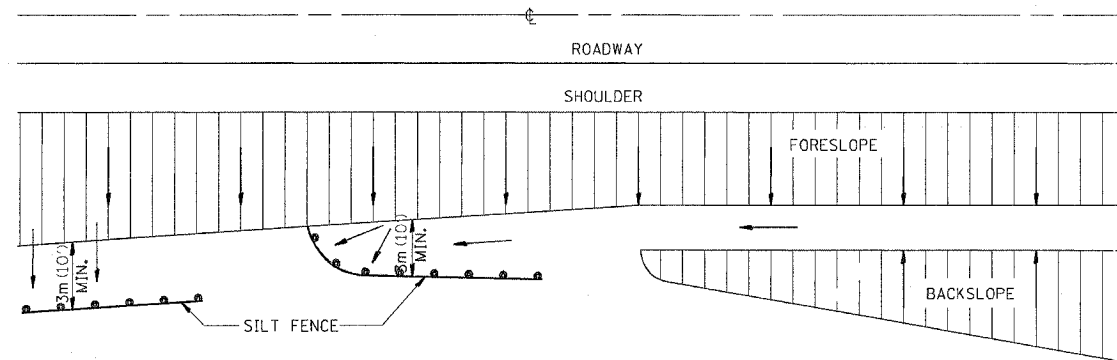 ℄
ROADWAY
SHOULDER
FORESLOPE
3m (10')
MIN.
3m (10')
MIN.
BACKSLOPE
SILT FENCE